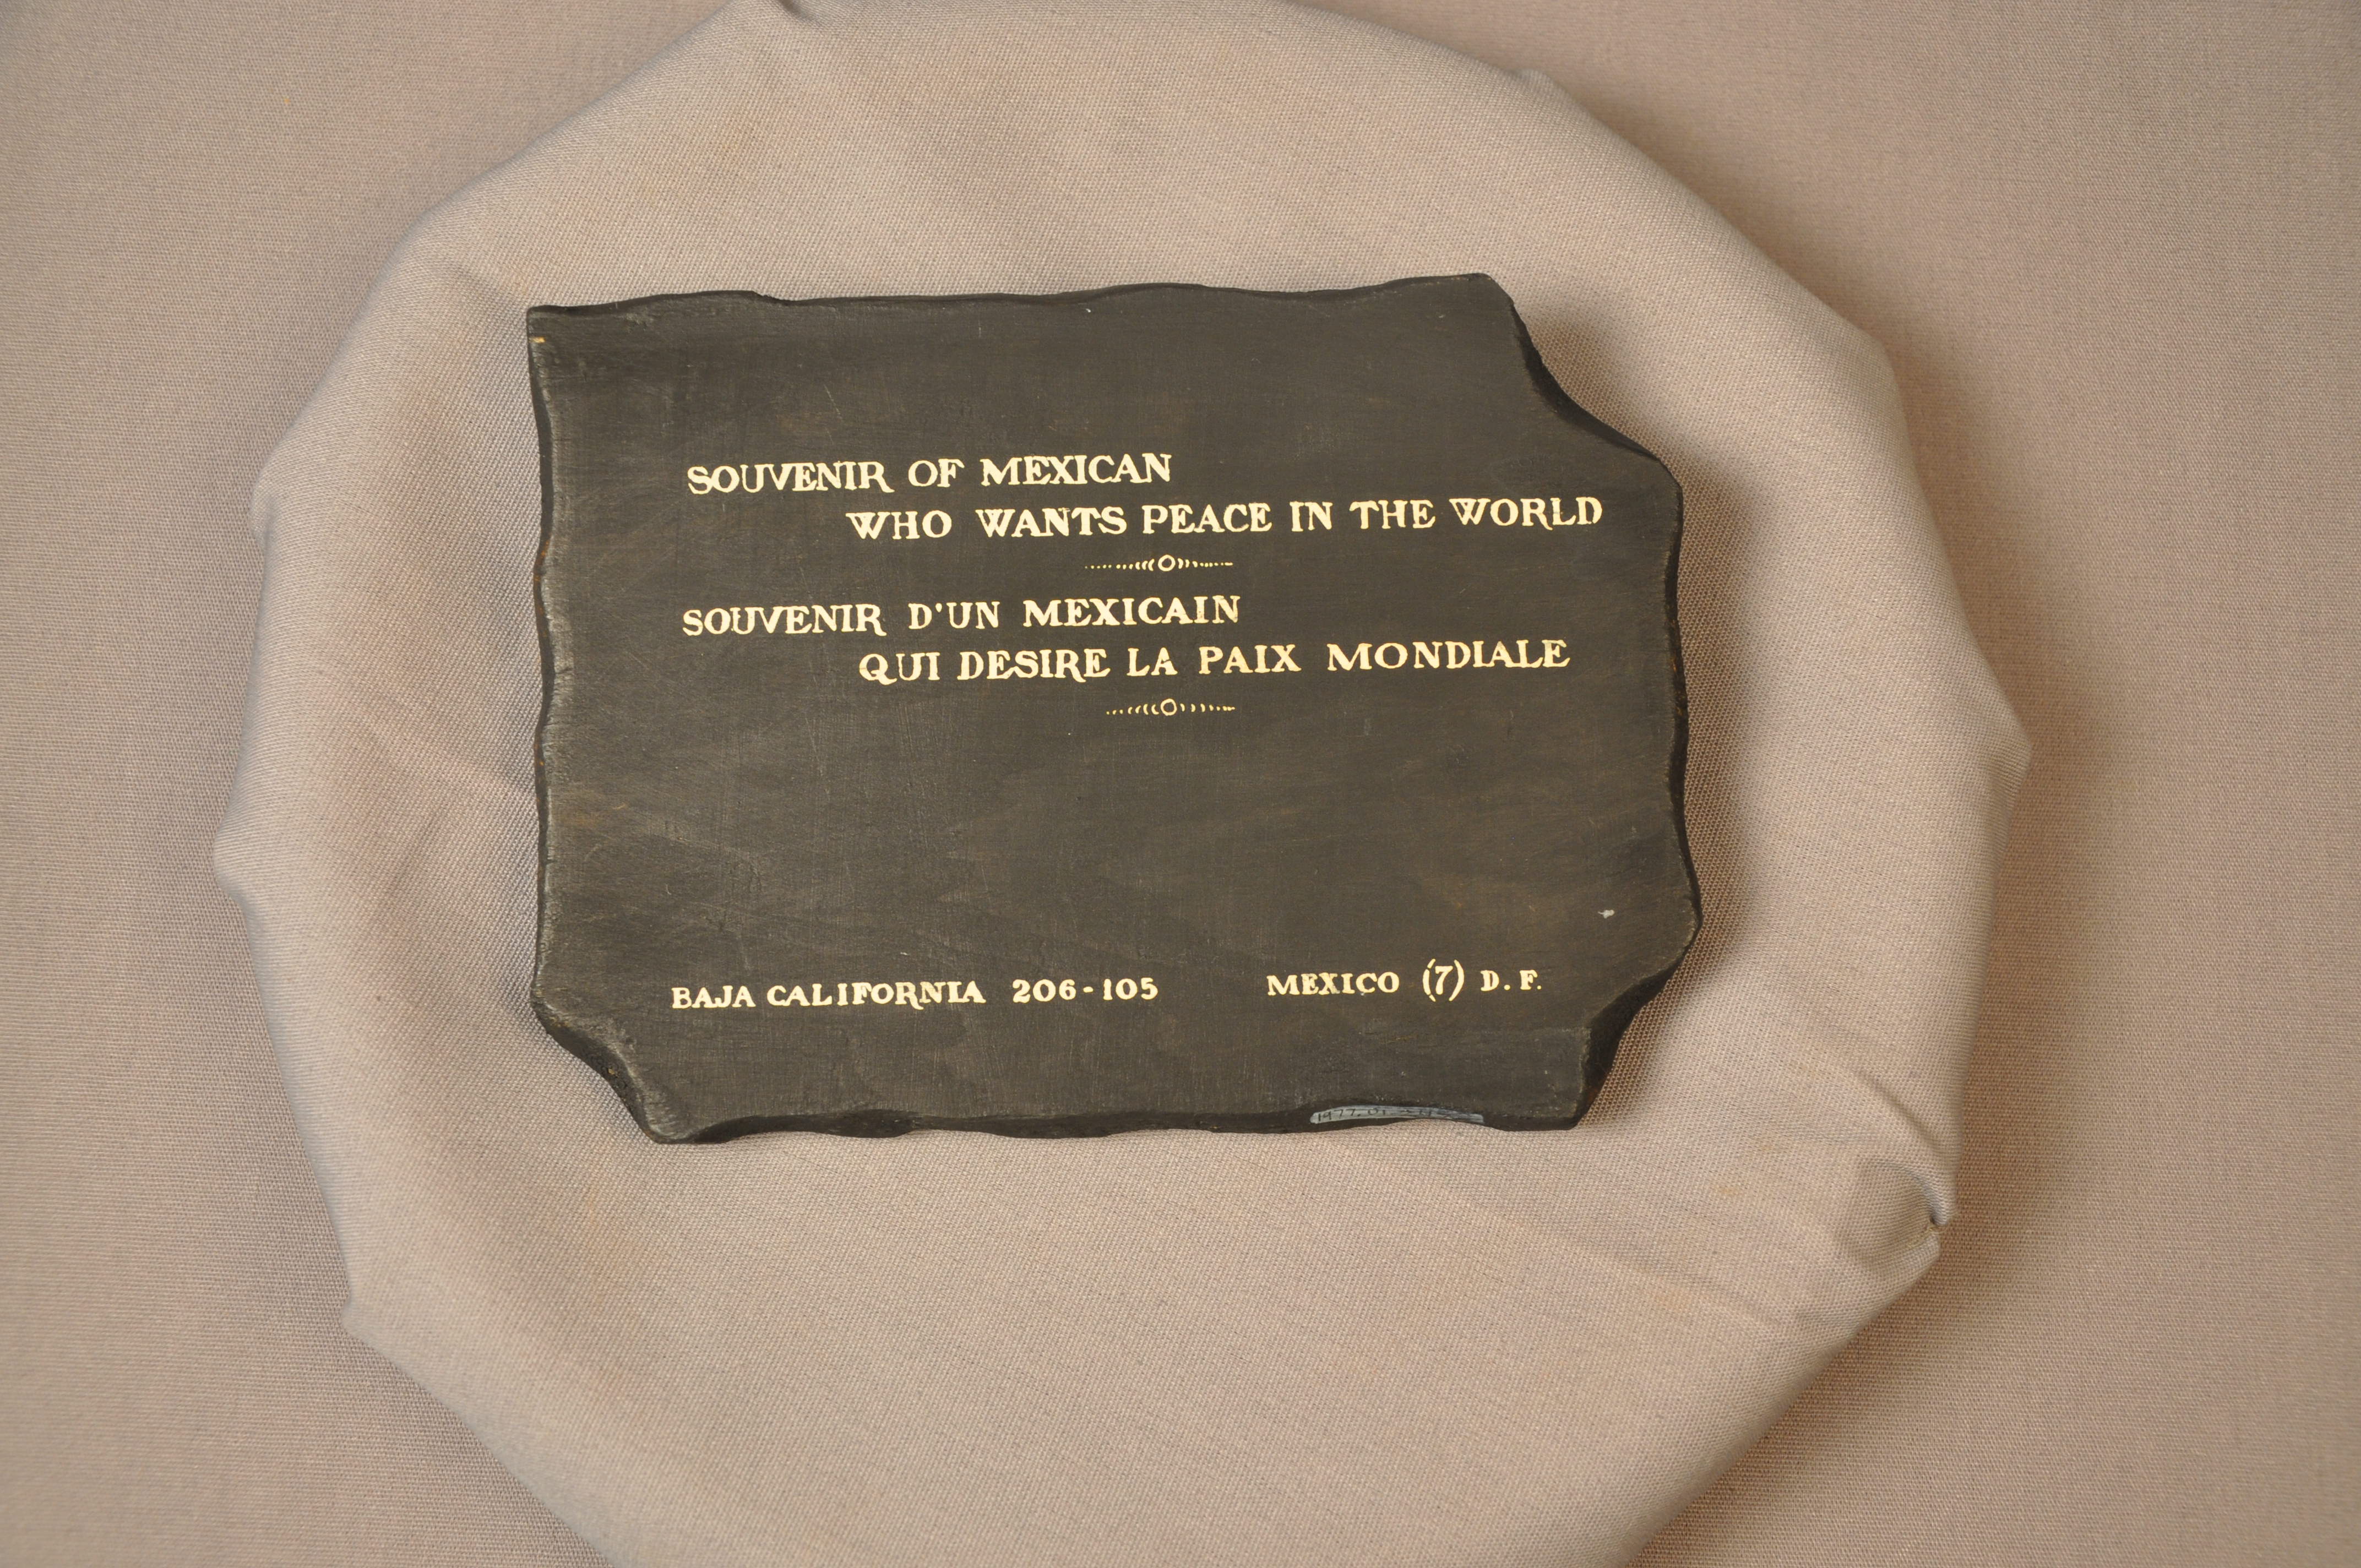 SOUVENIR OF MEXICAN
WHO WANTS PEACE IN THE WORLD
SOUVENIR D'UN MEXICAIN
QUI DESIRE LA PAIX MONDIALE
BAJA CALIFORNIA 206-105 MEXICO (7) D. F.